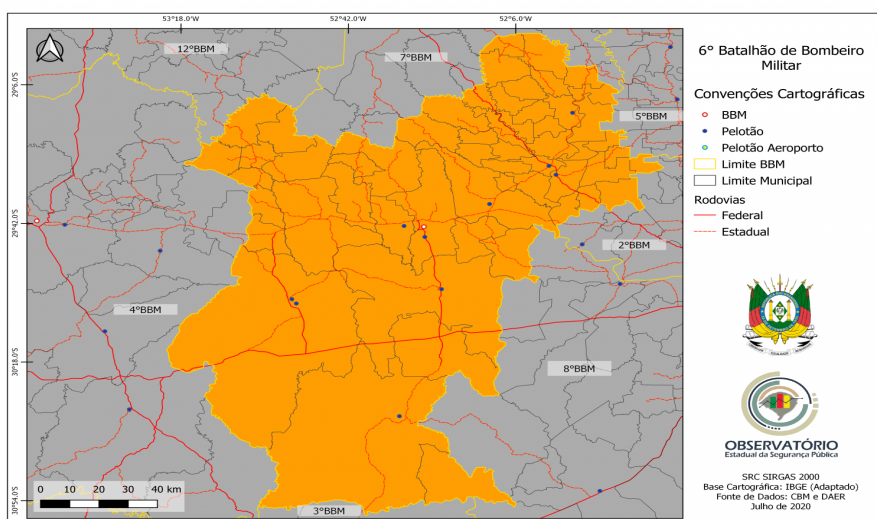 53°18.0'O 52°42.0'O 52°6.0'O
12°BBM
7°BBM
29°6.0'S
5°BBM
29°42.0'S
2°BBM
4°BBM
30°18.0'S
8°BBM
0 10 20 30 40 km
30°54.0'S
3°BBM
6° Batalhão de Bombeiro
Militar
Convenções Cartográficas
BBM
Pelotão
Pelotão Aeroporto
Limite BBM
Limite Municipal
Rodovias
Federal
Estadual
OBSERVATÓRIO
Estadual da Segurança Pública
SRC SIRGAS 2000
Base Cartográfica: IBGE (Adaptado)
Fonte de Dados: CBM e DAER
Julho de 2020